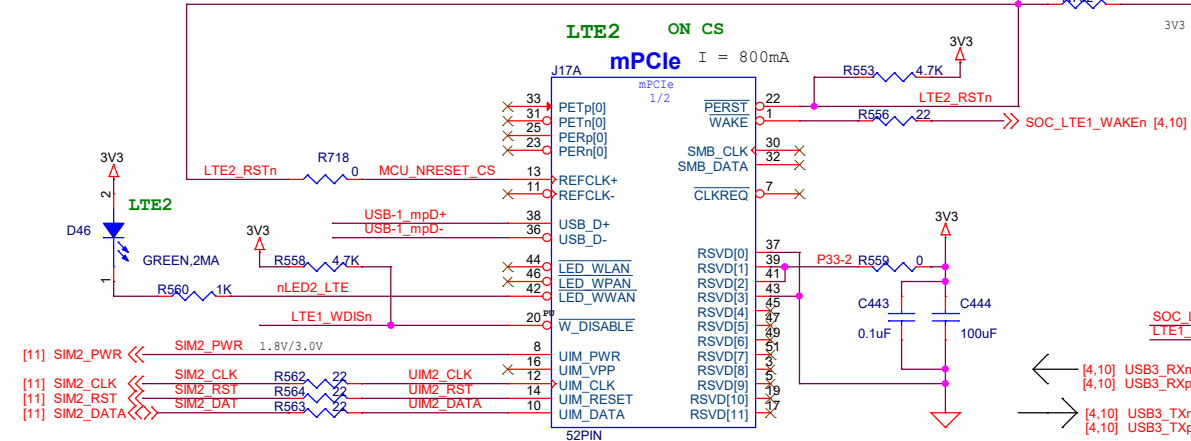 3V3
LTE2
ON CS
mPCIe
I = 800mA
J17A
mPCIe
1/2
3V3
R553
4.7K
LTE2_RSTn
R556
22
SOC_LTE1_WAKEn [4,10]
33
PETp[0]
31
PETn[0]
25
PERp[0]
23
PERn[0]
22
PERST
1
WAKE
30
SMB_CLK
32
SMB_DATA
7
CLKREQ
LTE2_RSTn
R718
0
MCU_NRESET_CS
13
REFCLK+
11
REFCLK-
3V3
2
LTE2
D46
GREEN,2MA
1
USB-1_mpD+
38
USB_D+
USB-1_mpD-
36
USB_D-
3V3
R558
4.7K
44
LED_WLAN
46
LED_WPAN
R560
1K
nLED2_LTE
42
LED_WWAN
LTE1_WDISn
20
PU
W_DISABLE
37
RSVD[0]
39
RSVD[1]
41
RSVD[2]
43
RSVD[3]
45
RSVD[4]
47
RSVD[5]
49
RSVD[6]
51
RSVD[7]
3
RSVD[8]
5
RSVD[9]
19
RSVD[10]
17
RSVD[11]
P33-2
R559
0
3V3
C443
0.1uF
C444
100uF
[11] SIM2_PWR
SIM2_PWR
1.8V/3.0V
8
UIM_PWR
16
UIM_VPP
[11] SIM2_CLK
SIM2_CLK
R562
22
UIM2_CLK
12
UIM_CLK
[11] SIM2_RST
SIM2_RST
R564
22
UIM2_RST
14
UIM_RESET
[11] SIM2_DATA
SIM2_DAT
R563
22
UIM2_DATA
10
UIM_DATA
52PIN
SOC_L
LTE1_
[4,10] USB3_RXn
[4,10] USB3_RXp
[4,10] USB3_TXn
[4,10] USB3_TXp